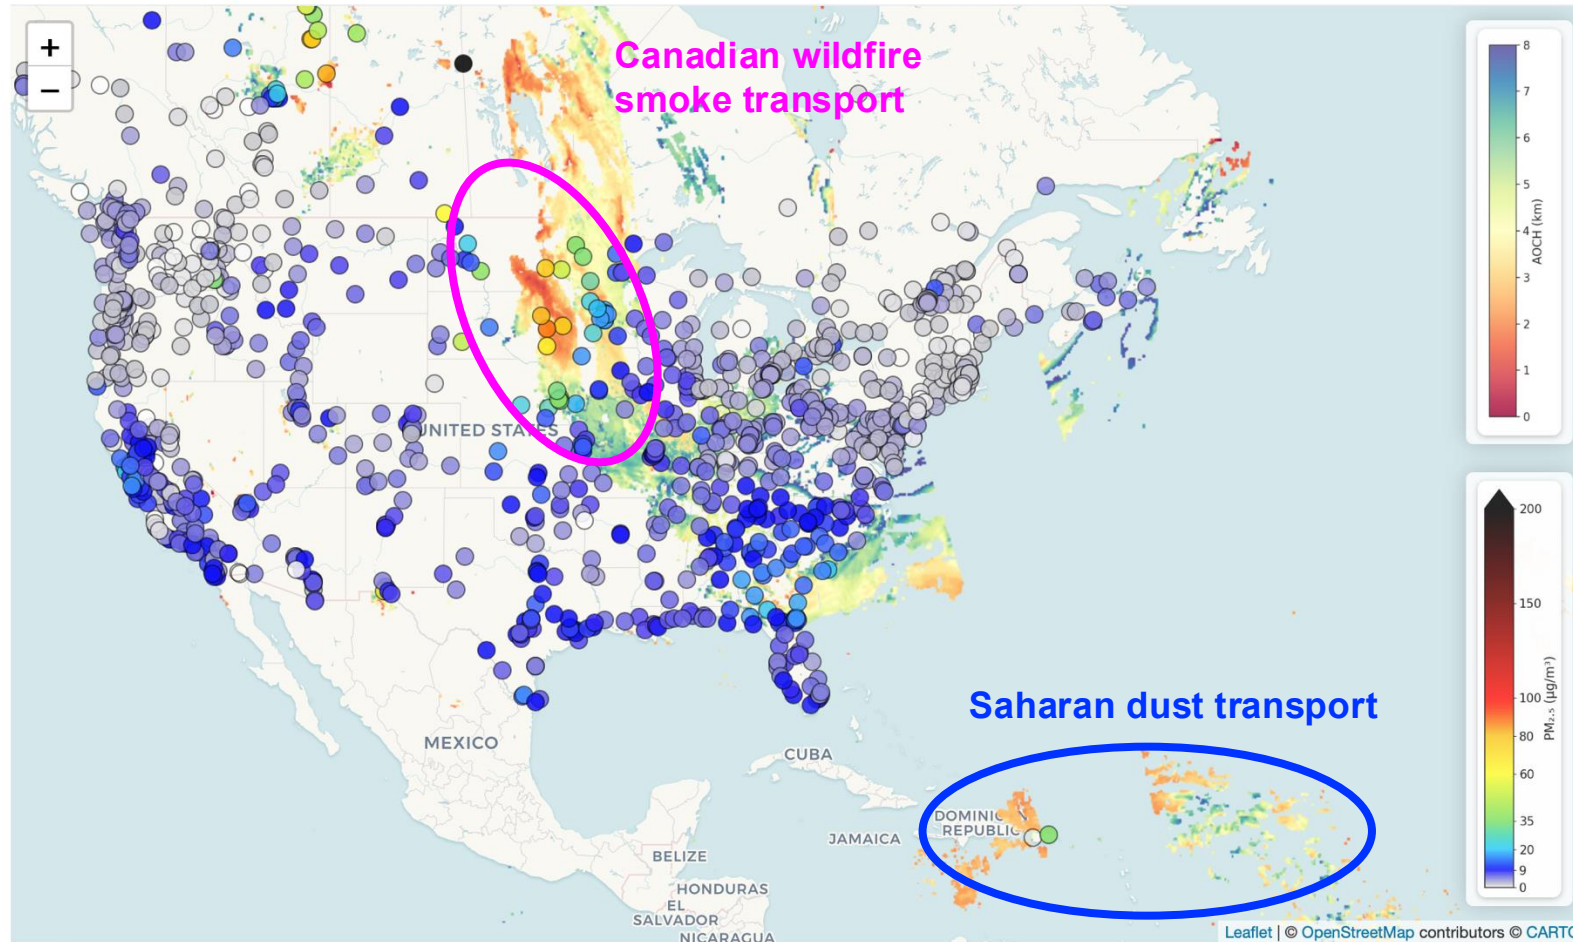 +
−
Canadian wildfire
smoke transport
8
7
6
5
4
3
2
1
0
AOCH (km)
UNITED STATES
200
150
100
80
60
35
20
9
0
PM₂.₅ (µg/m³)
Saharan dust transport
MEXICO
CUBA
DOMINICAN
REPUBLIC
JAMAICA
BELIZE
HONDURAS
EL
SALVADOR
NICARAGUA
Leaflet | © OpenStreetMap contributors © CARTO